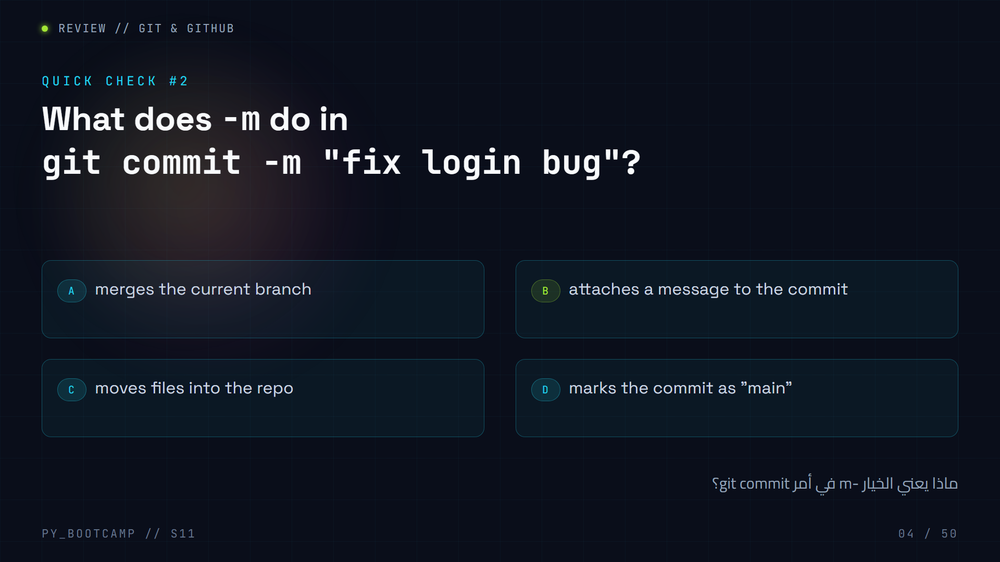 REVIEW // GIT & GITHUB
QUICK CHECK #2
What does -m do in
git commit -m "fix login bug"?
A merges the current branch
B attaches a message to the commit
C moves files into the repo
D marks the commit as ”main”
ماذا يعني الخيار -m في أمر git commit؟
PY_BOOTCAMP // S11
04 / 50